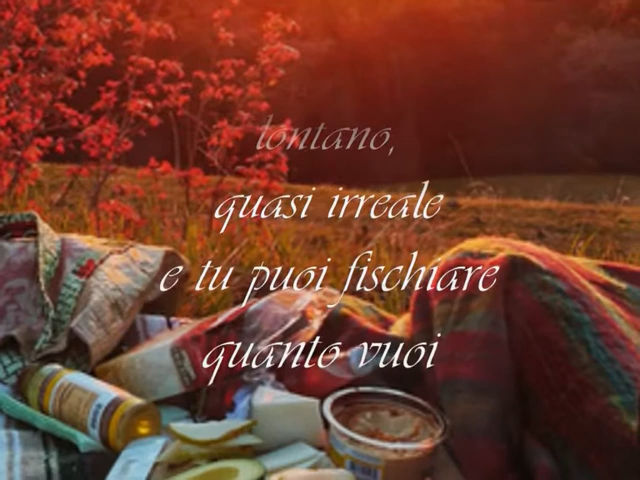 lontano,
quasi irreale
e tu puoi fischiare
quanto vuoi